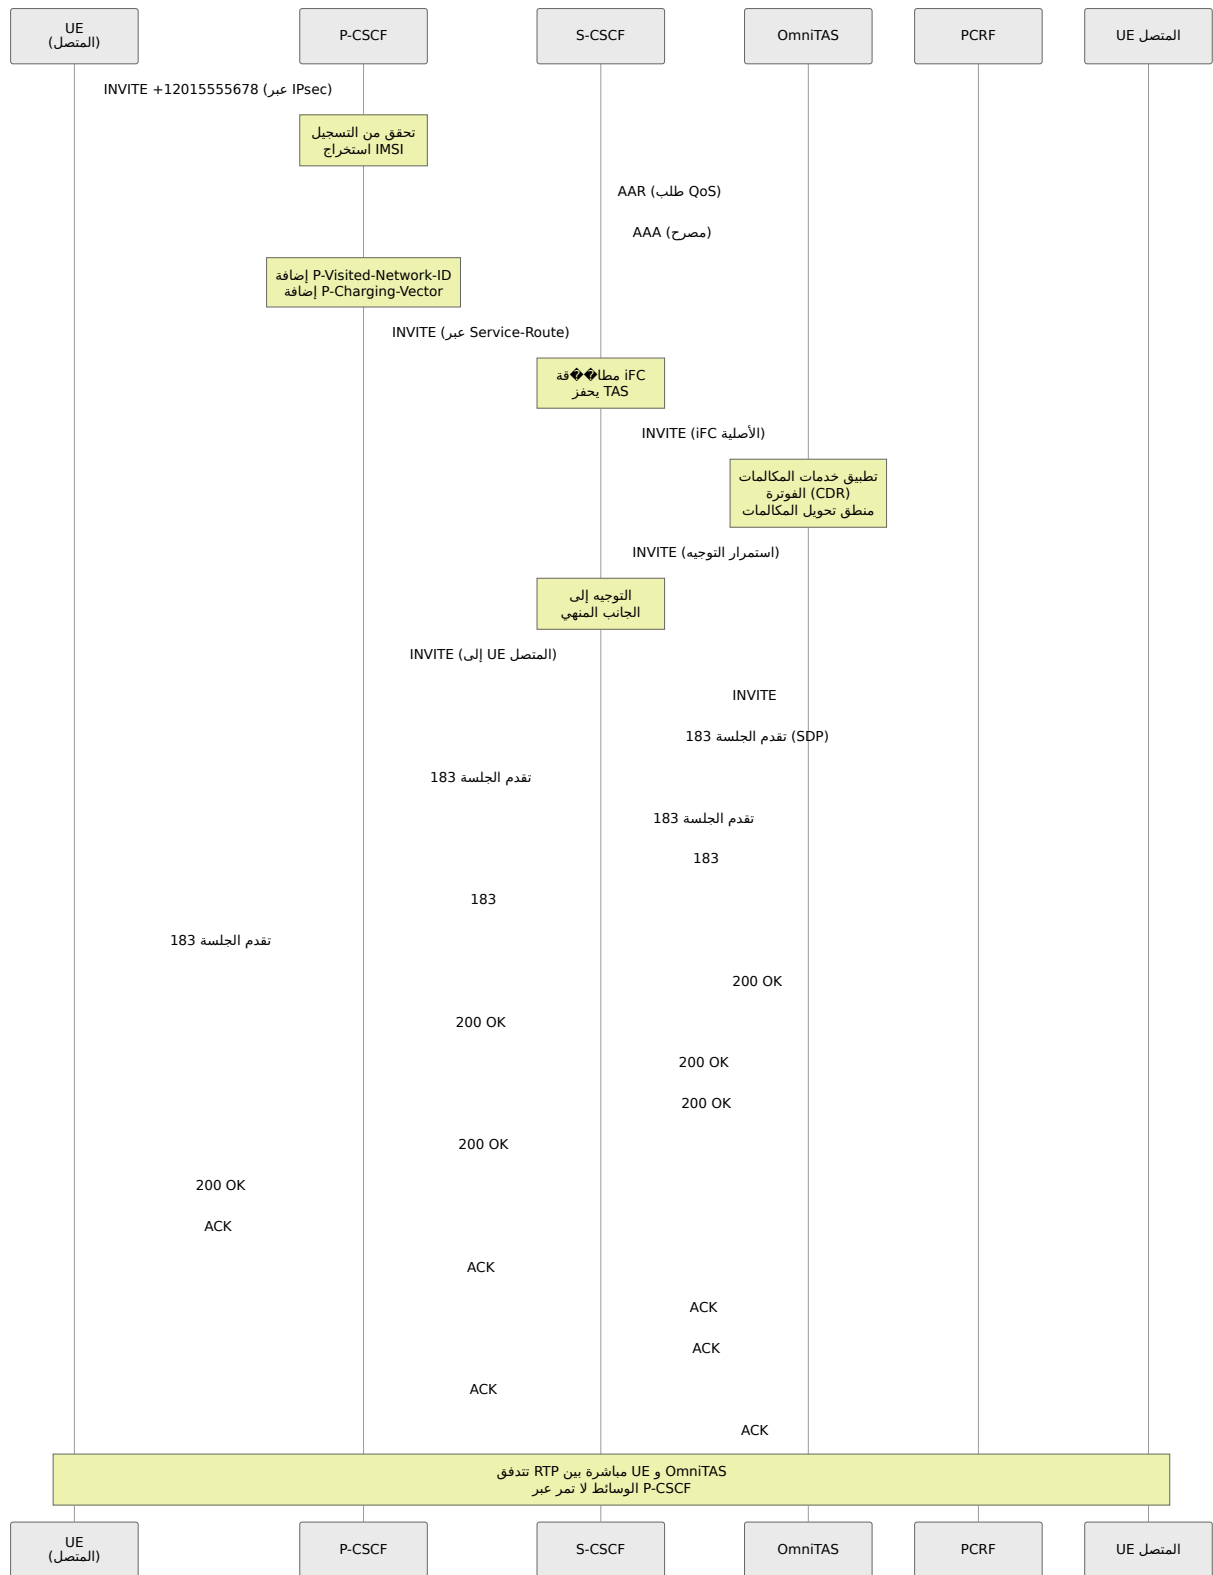 UE
(المتصل)
P-CSCF
S-CSCF
OmniTAS
PCRF
UE المتصل
INVITE +12015555678 (عبر IPsec)
تحقق من التسجيل
استخراج IMSI
AAR (طلب QoS)
AAA (مصرح)
إضافة P-Visited-Network-ID
إضافة P-Charging-Vector
INVITE (عبر Service-Route)
iFC
يحفز TAS
INVITE (iFC الأصلية)
تطبيق خدمات المكالمات
الفوترة (CDR)
منطق تحويل المكالمات
INVITE (استمرار التوجيه)
التوجيه إلى
الجانب المنهي
INVITE (إلى UE المتصل)
INVITE
183 تقدم الجلسة (SDP)
183 تقدم الجلسة
183 تقدم الجلسة
183
183
183 تقدم الجلسة
200 OK
200 OK
200 OK
200 OK
200 OK
200 OK
ACK
ACK
ACK
ACK
ACK
ACK
تتدفق RTP مباشرة بين UE و OmniTAS
الوسائط لا تمر عبر P-CSCF
UE
(المتصل)
P-CSCF
S-CSCF
OmniTAS
PCRF
UE المتصل